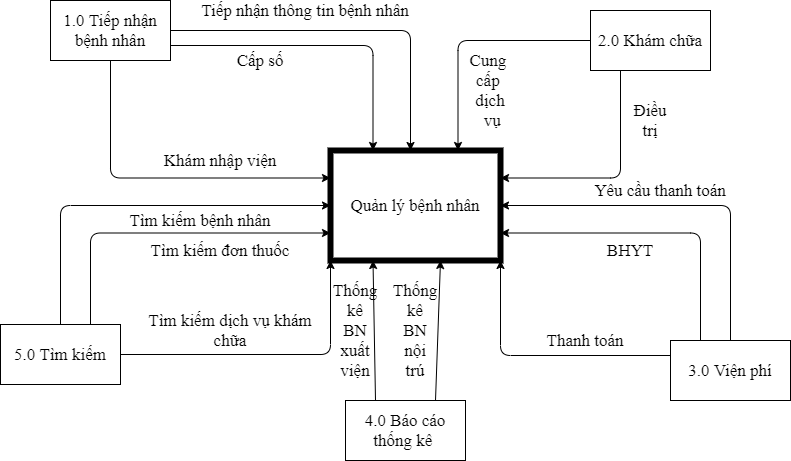 Tiếp nhận thông tin bệnh nhân
1.0 Tiếp nhận
bệnh nhân
Cấp số
Cung
cấp
dịch
vụ
2.0 Khám chữa
Điều
trị
Khám nhập viện
Quản lý bệnh nhân
Yêu cầu thanh toán
Tìm kiếm bệnh nhân
Tìm kiếm đơn thuốc
BHYT
Thống
kê
BN
xuất
viện
Thống
kê
BN
nội
trú
Tìm kiếm dịch vụ khám
chữa
Thanh toán
5.0 Tìm kiếm
3.0 Viện phí
4.0 Báo cáo
thống kê